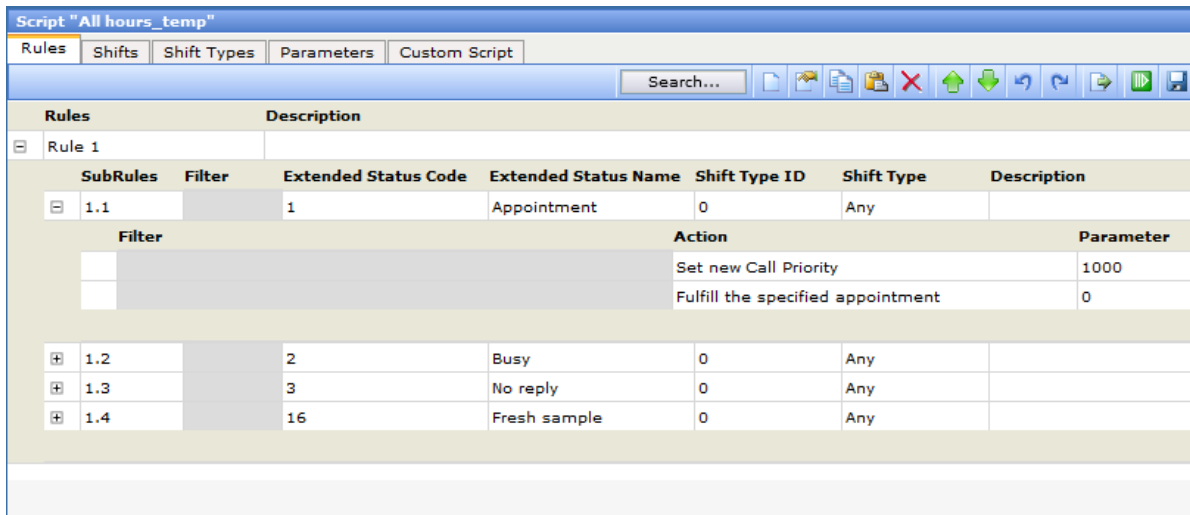 Script "All hours_temp"
Rules Shifts Shift Types Parameters Custom Script
Search...
Rules Description
Rule 1
SubRules Filter Extended Status Code Extended Status Name Shift Type ID Shift Type Description
1.1 1 Appointment 0 Any
Filter Action Parameter
Set new Call Priority 1000
Fulfill the specified appointment 0
1.2 2 Busy 0 Any
1.3 3 No reply 0 Any
1.4 16 Fresh sample 0 Any